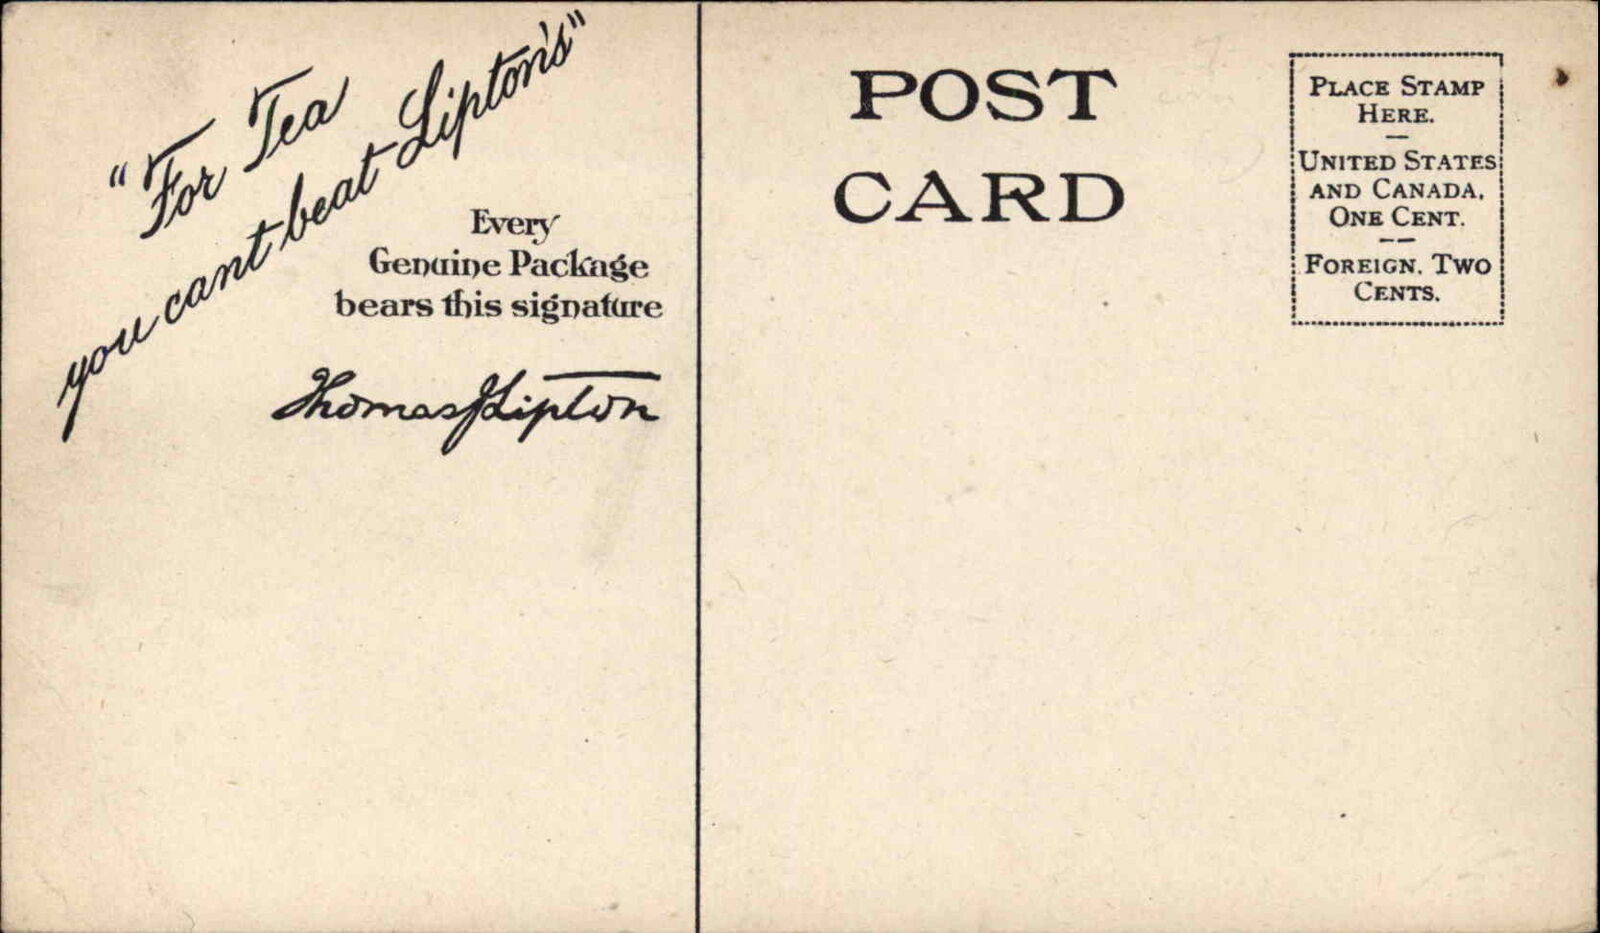 "For Tea
you cant beat Lipton's"
Every
Genuine Package
bears this signature
Thomas J Lipton
POST
CARD
PLACE STAMP
HERE.
UNITED STATES
AND CANADA,
ONE CENT.
FOREIGN. TWO
CENTS.